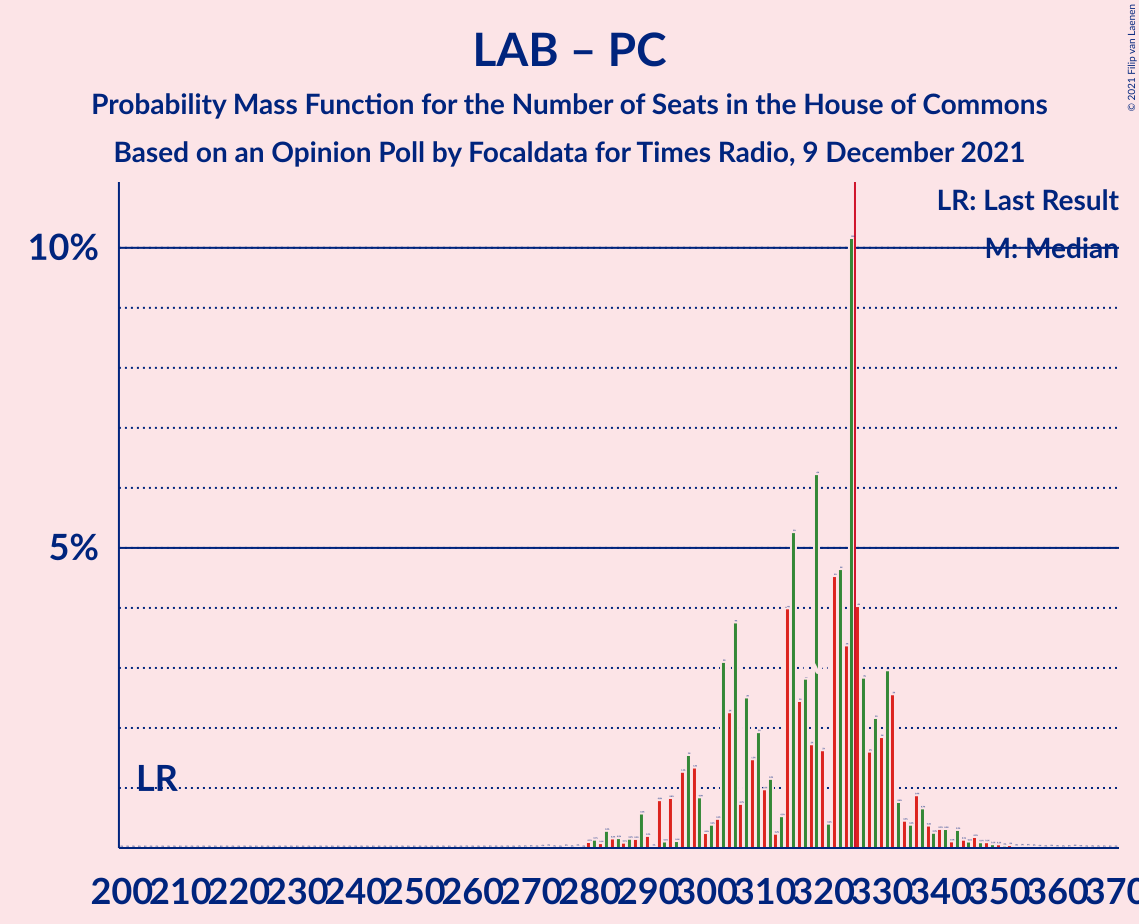 LAB – PC
Probability Mass Function for the Number of Seats in the House of Commons
Based on an Opinion Poll by Focaldata for Times Radio, 9 December 2021
© 2021 Filip van Laenen
LR: Last Result
M: Median
10%
5%
LR
200 210 220 230 240 250 260 270 280 290 300 310 320 330 340 350 360 370